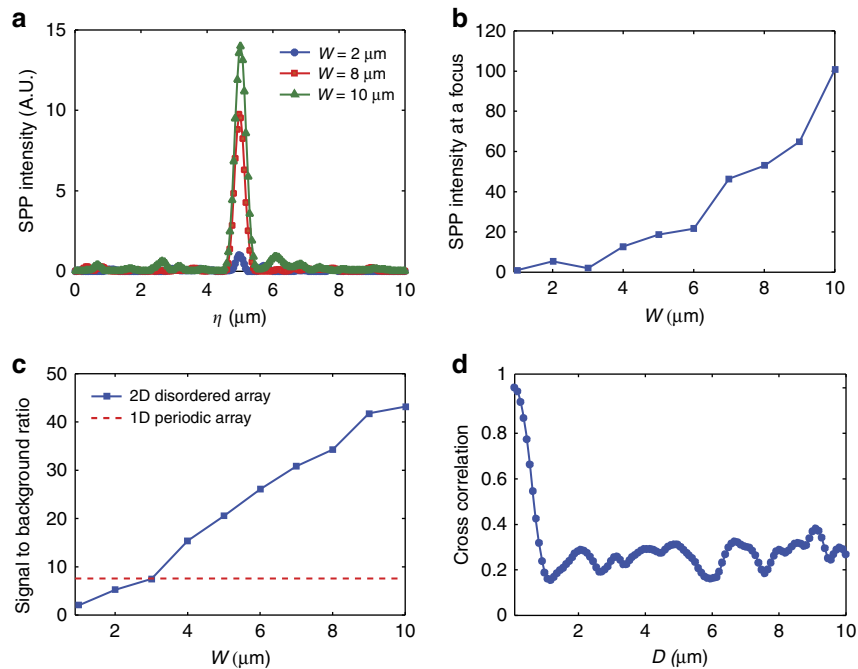 a
SPP intensity (A.U.)
15
10
5
0
0 2 4 6 8 10
η (μm)
W = 2 μm
W = 8 μm
W = 10 μm
b
SPP intensity at a focus
120
100
80
60
40
20
0
2 4 6 8 10
W (μm)
c
Signal to background ratio
50
40
30
20
10
0
2 4 6 8 10
W (μm)
2D disordered array
1D periodic array
d
Cross correlation
1
0.8
0.6
0.4
0.2
0
2 4 6 8 10
D (μm)